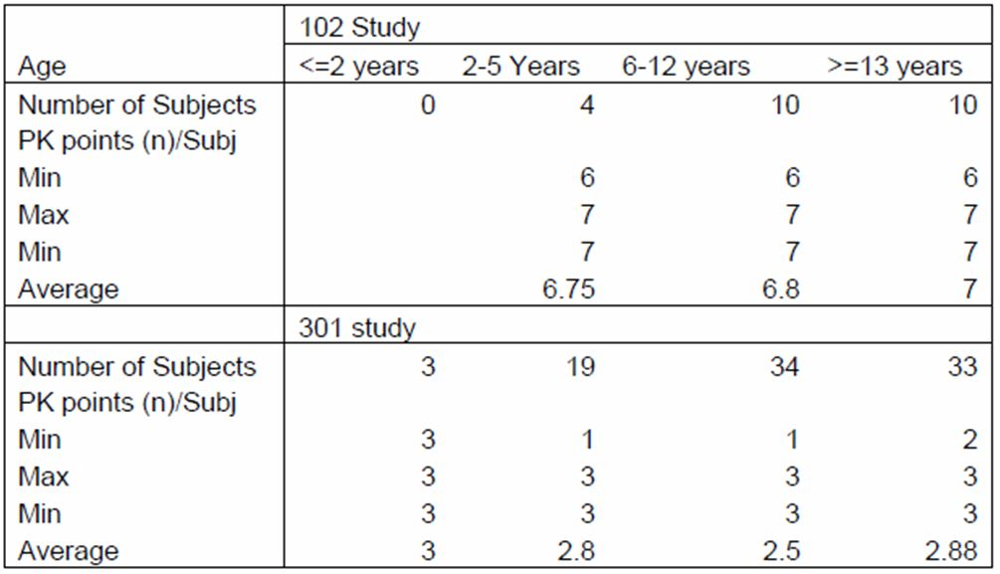 102 Study
Age <=2 years 2-5 Years 6-12 years >=13 years
Number of Subjects 0 4 10 10
PK points (n)/Subj
Min 6 6 6
Max 7 7 7
Min 7 7 7
Average 6.75 6.8 7
301 study
Number of Subjects 3 19 34 33
PK points (n)/Subj
Min 3 1 1 2
Max 3 3 3 3
Min 3 3 3 3
Average 3 2.8 2.5 2.88